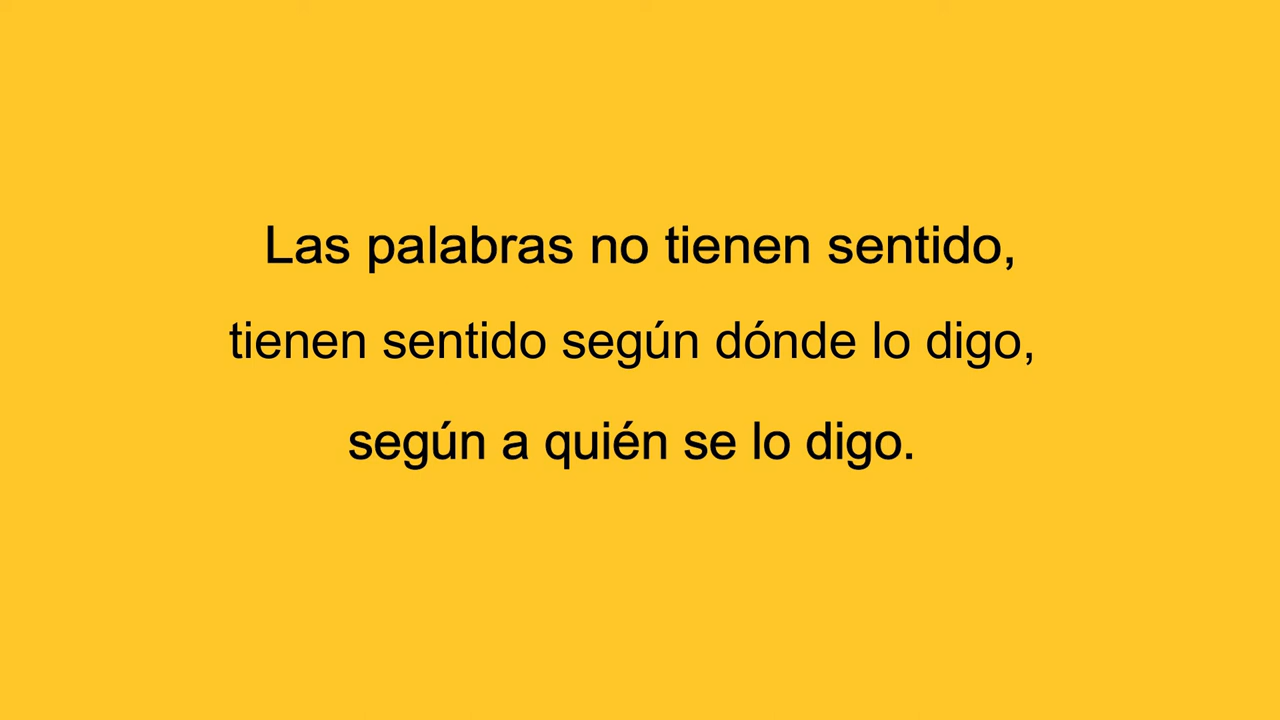 Las palabras no tienen sentido,
tienen sentido según dónde lo digo,
según a quién se lo digo.